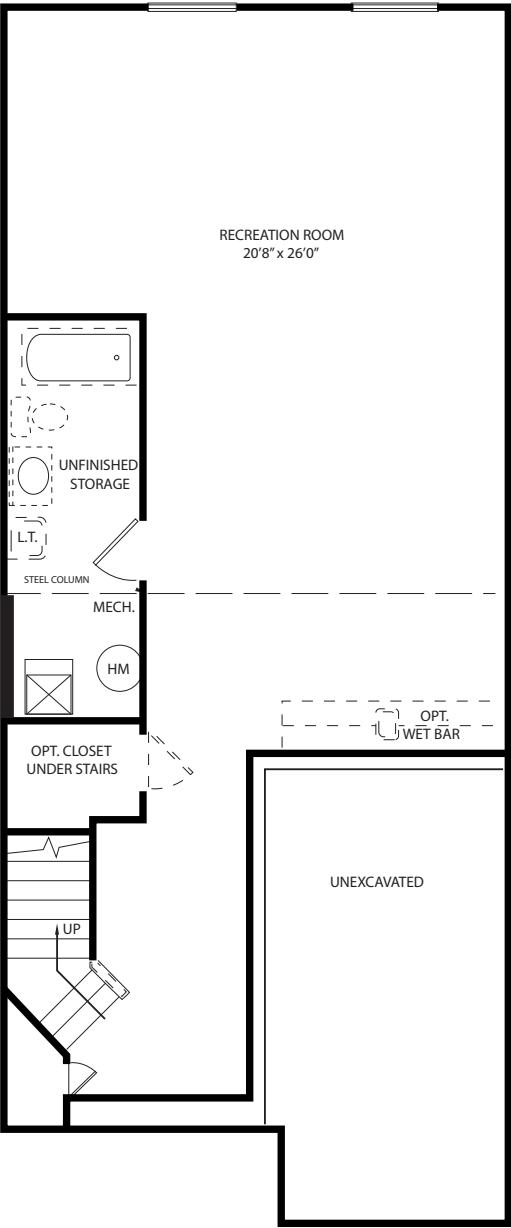 RECREATION ROOM
20'8" x 26'0"
UNFINISHED
STORAGE
L.T.
STEEL COLUMN
MECH.
HM
OPT.
WET BAR
OPT. CLOSET
UNDER STAIRS
UNEXCAVATED
UP